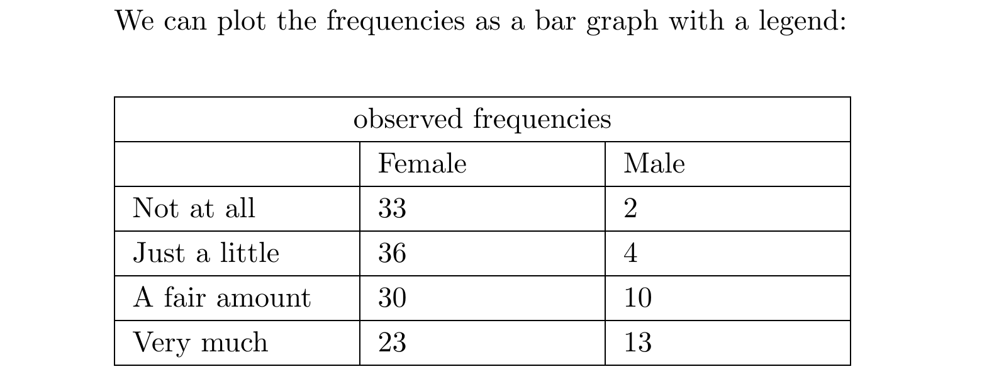 We can plot the frequencies as a bar graph with a legend:
observed frequencies
Female Male
Not at all 33 2
Just a little 36 4
A fair amount 30 10
Very much 23 13